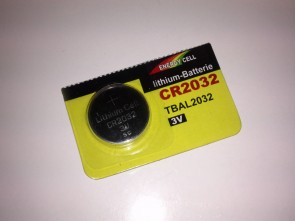 ENERGY CELL
lithium-Batterie
CR2032
TBAL2032
3V
Lithium Cell
CR2032
3V